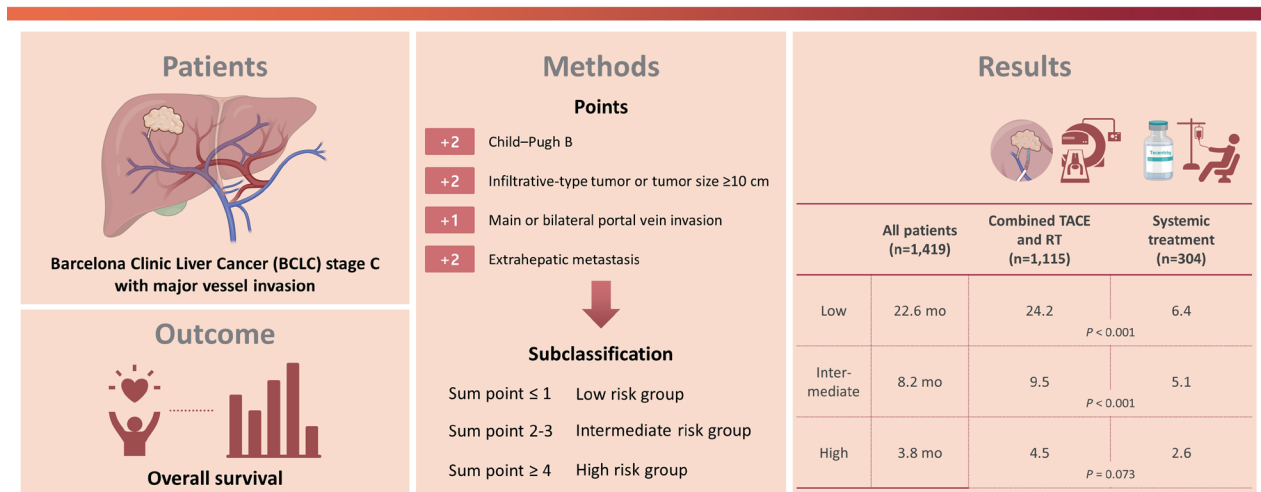 Patients
Barcelona Clinic Liver Cancer (BCLC) stage C
with major vessel invasion
Outcome
Overall survival
Methods
Points
+2 Child–Pugh B
+2 Infiltrative-type tumor or tumor size ≥10 cm
+1 Main or bilateral portal vein invasion
+2 Extrahepatic metastasis
Subclassification
Sum point ≤ 1 Low risk group
Sum point 2-3 Intermediate risk group
Sum point ≥ 4 High risk group
Results
Tecentriq
All patients
(n=1,419)
Combined TACE
and RT
(n=1,115)
Systemic
treatment
(n=304)
Low 22.6 mo 24.2 6.4
P < 0.001
Inter-
mediate 8.2 mo 9.5 5.1
P < 0.001
High 3.8 mo 4.5 2.6
P = 0.073